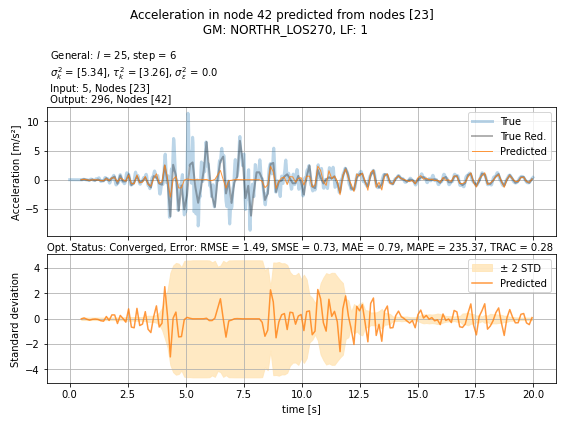 Acceleration in node 42 predicted from nodes [23]
GM: NORTHR_LOS270, LF: 1
General: l = 25, step = 6
σ²ₖ = [5.34], τ²ₖ = [3.26], σ²ε = 0.0
Input: 5, Nodes [23]
Output: 296, Nodes [42]
Acceleration [m/s²]
10
5
0
−5
True
True Red.
Predicted
Opt. Status: Converged, Error: RMSE = 1.49, SMSE = 0.73, MAE = 0.79, MAPE = 235.37, TRAC = 0.28
Standard deviation
4
2
0
−2
−4
± 2 STD
Predicted
0.0 2.5 5.0 7.5 10.0 12.5 15.0 17.5 20.0
time [s]